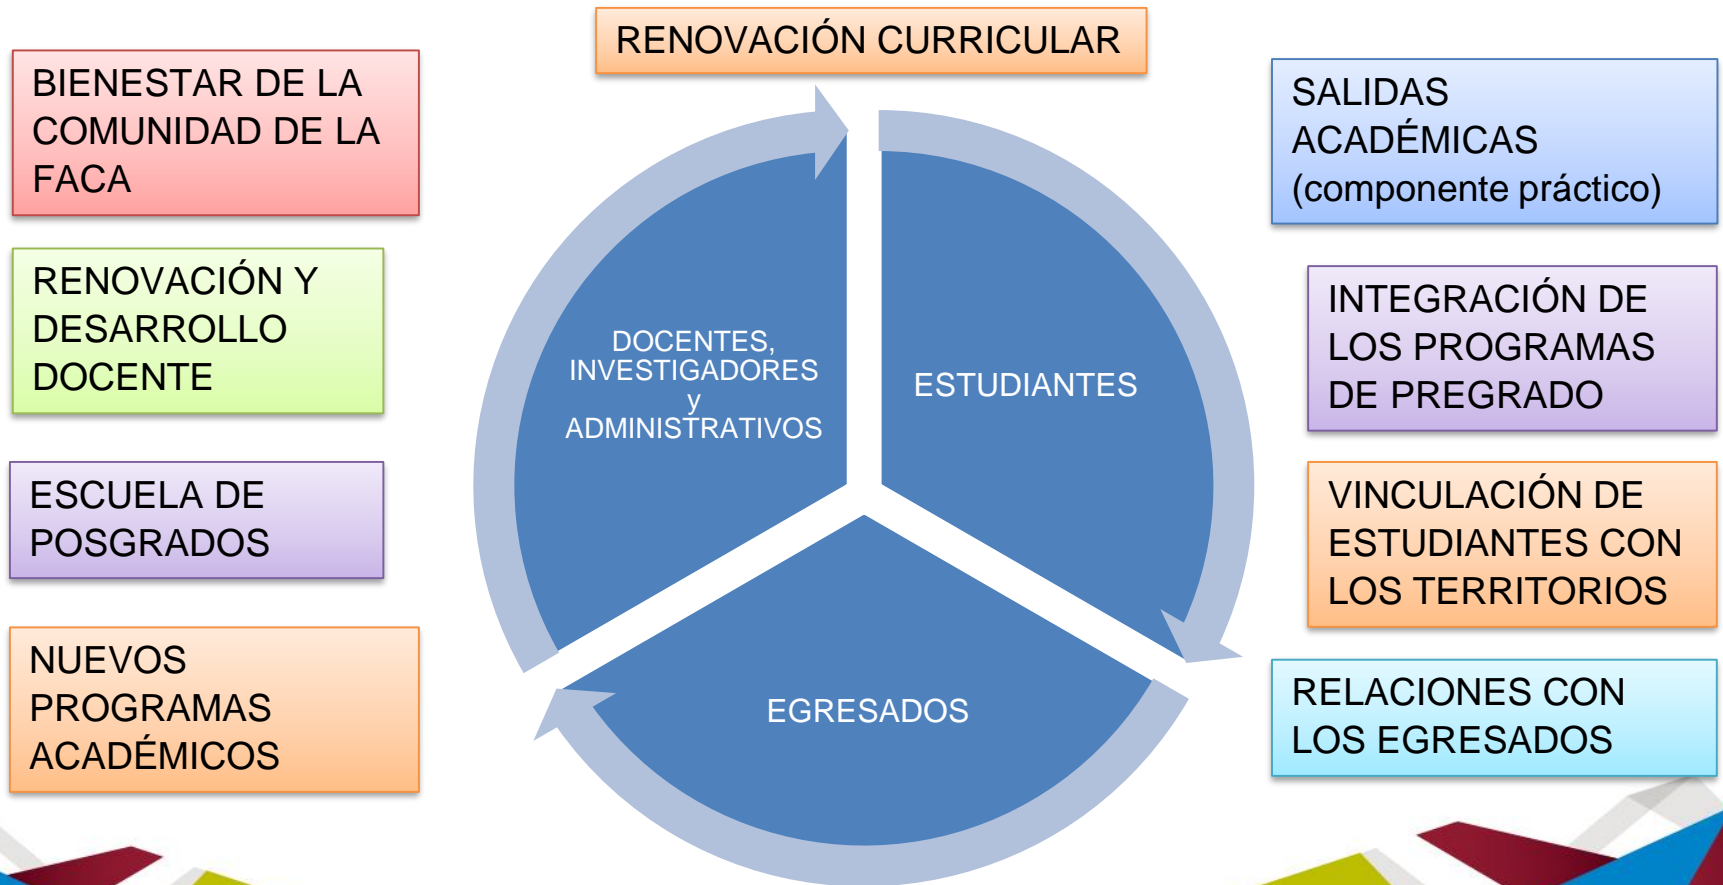 RENOVACIÓN CURRICULAR
BIENESTAR DE LA
COMUNIDAD DE LA
FACA
RENOVACIÓN Y
DESARROLLO
DOCENTE
ESCUELA DE
POSGRADOS
NUEVOS
PROGRAMAS
ACADÉMICOS
DOCENTES,
INVESTIGADORES
y
ADMINISTRATIVOS
ESTUDIANTES
EGRESADOS
SALIDAS
ACADÉMICAS
(componente práctico)
INTEGRACIÓN DE
LOS PROGRAMAS
DE PREGRADO
VINCULACIÓN DE
ESTUDIANTES CON
LOS TERRITORIOS
RELACIONES CON
LOS EGRESADOS